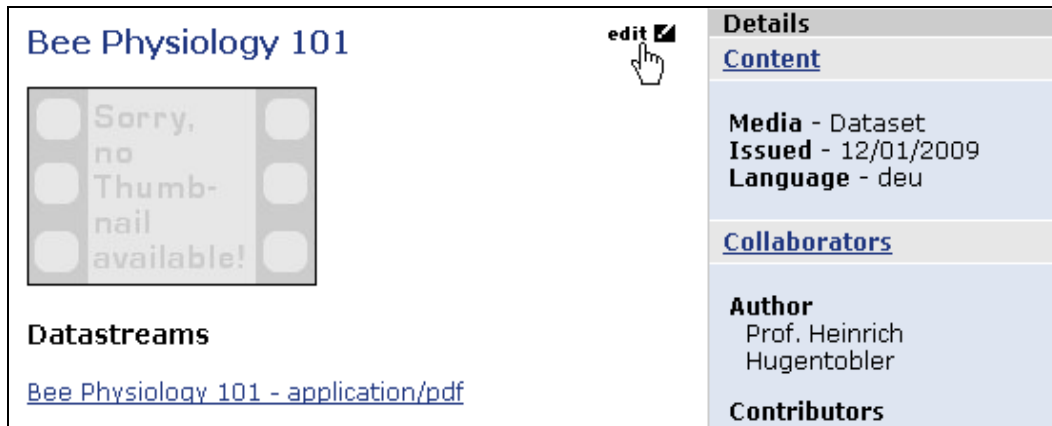 Bee Physiology 101
edit
Sorry,
no
Thumb-
nail
available!
Datastreams
Bee Physiology 101 - application/pdf
Details
Content
Media - Dataset
Issued - 12/01/2009
Language - deu
Collaborators
Author
Prof. Heinrich
Hugentobler
Contributors